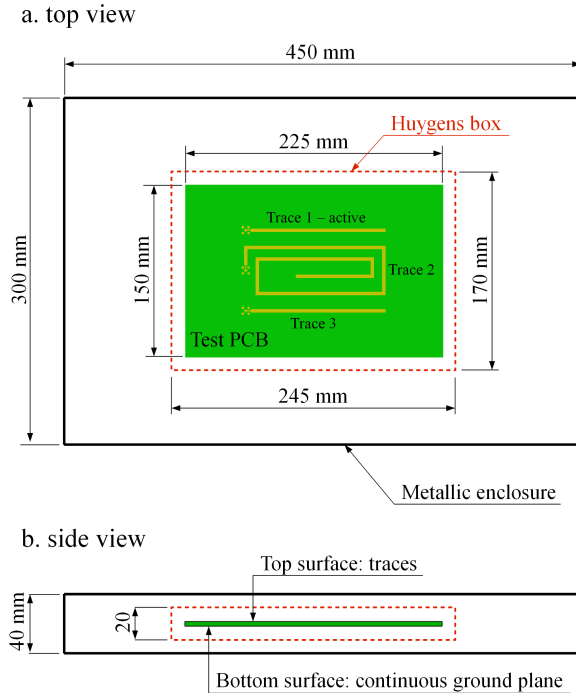 a. top view
450 mm
Huygens box
225 mm
Trace 1 – active
300 mm
150 mm
Trace 2
170 mm
Trace 3
Test PCB
245 mm
Metallic enclosure
b. side view
Top surface: traces
40 mm
20
Bottom surface: continuous ground plane